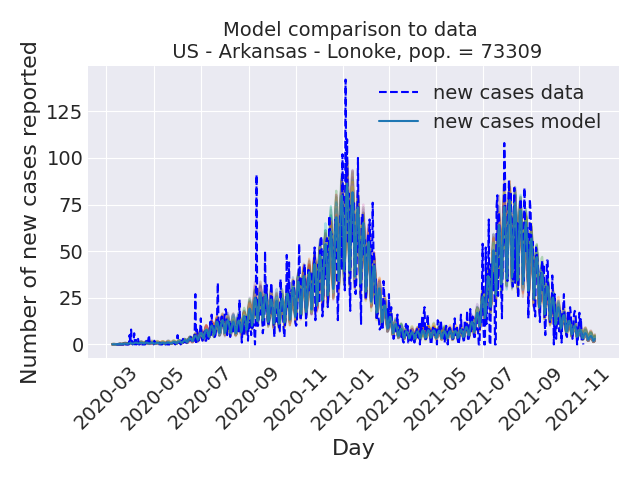 Model comparison to data
US - Arkansas - Lonoke, pop. = 73309
Number of new cases reported
125
100
75
50
25
0
new cases data
new cases model
2020-03
2020-05
2020-07
2020-09
2020-11
2021-01
2021-03
2021-05
2021-07
2021-09
2021-11
Day